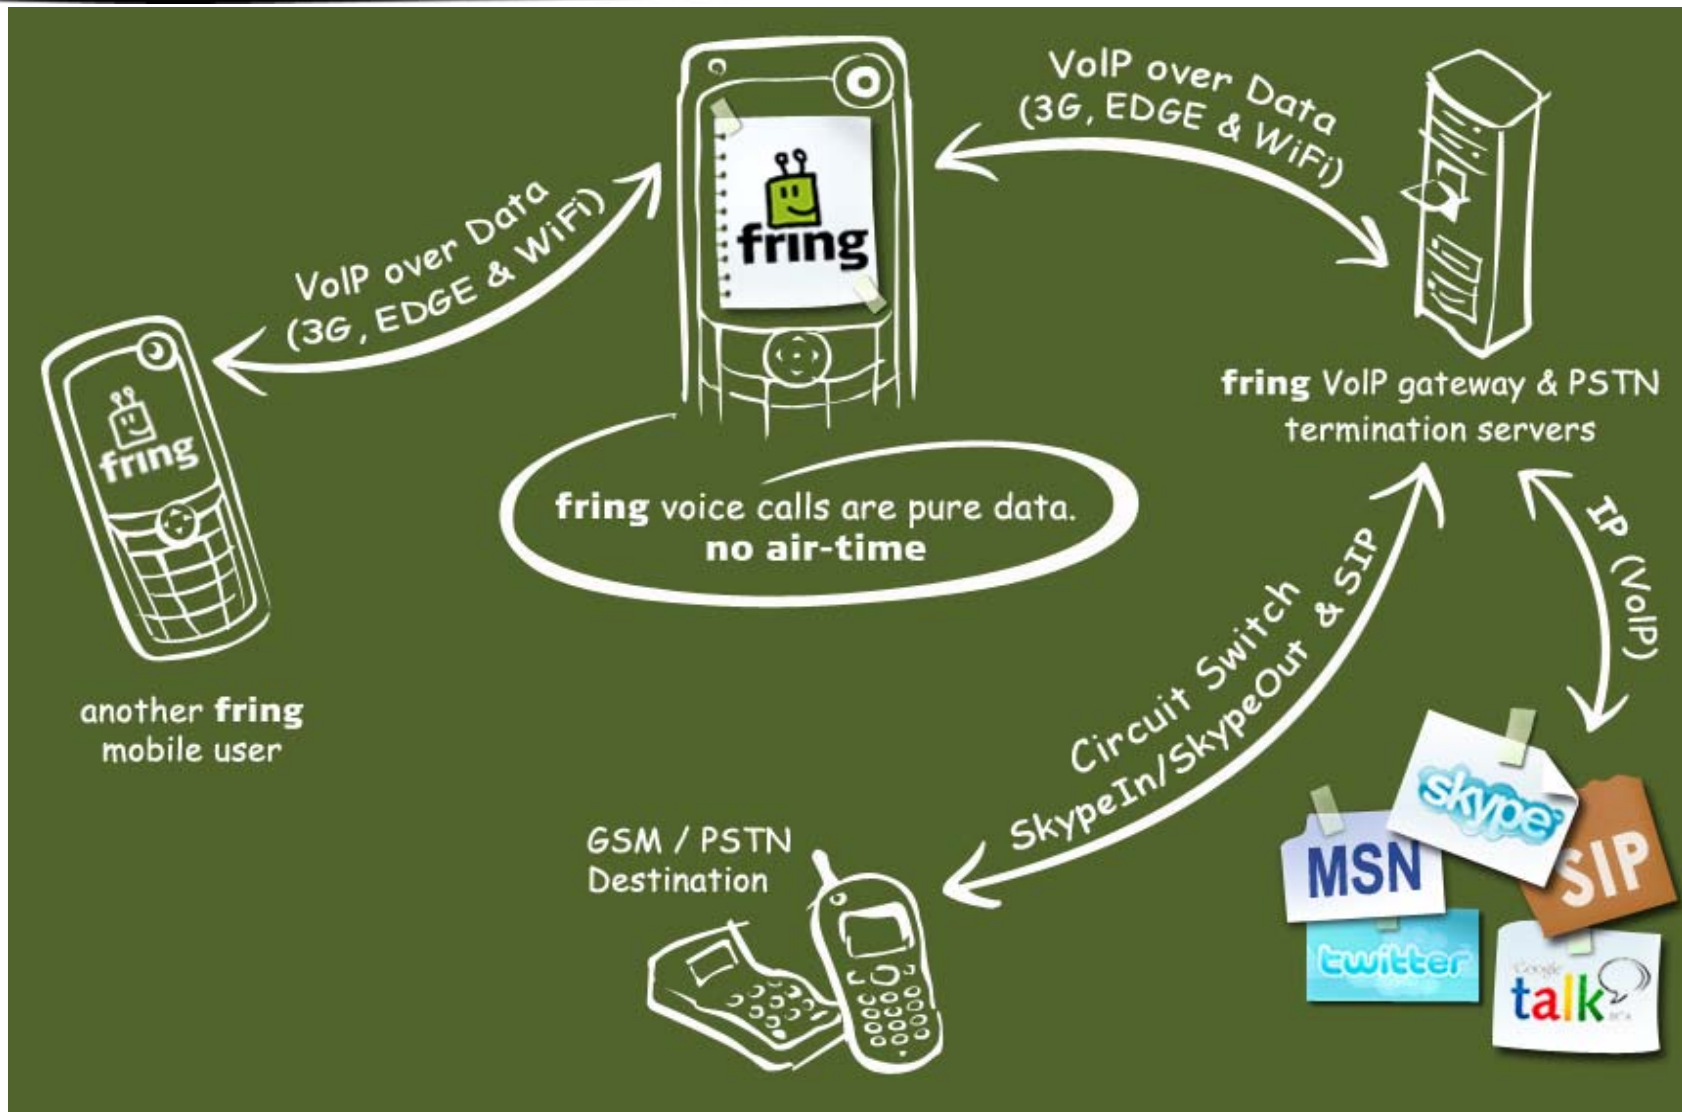 VoIP over Data
(3G, EDGE & WiFi)
fring
VoIP over Data
(3G, EDGE & WiFi)
fring
fring VoIP gateway & PSTN
termination servers
fring voice calls are pure data.
no air-time
another fring
mobile user
Circuit Switch
SkypeIn/SkypeOut & SIP
IP (VoIP)
GSM / PSTN
Destination
skype
MSN
SIP
twitter
Google
talk